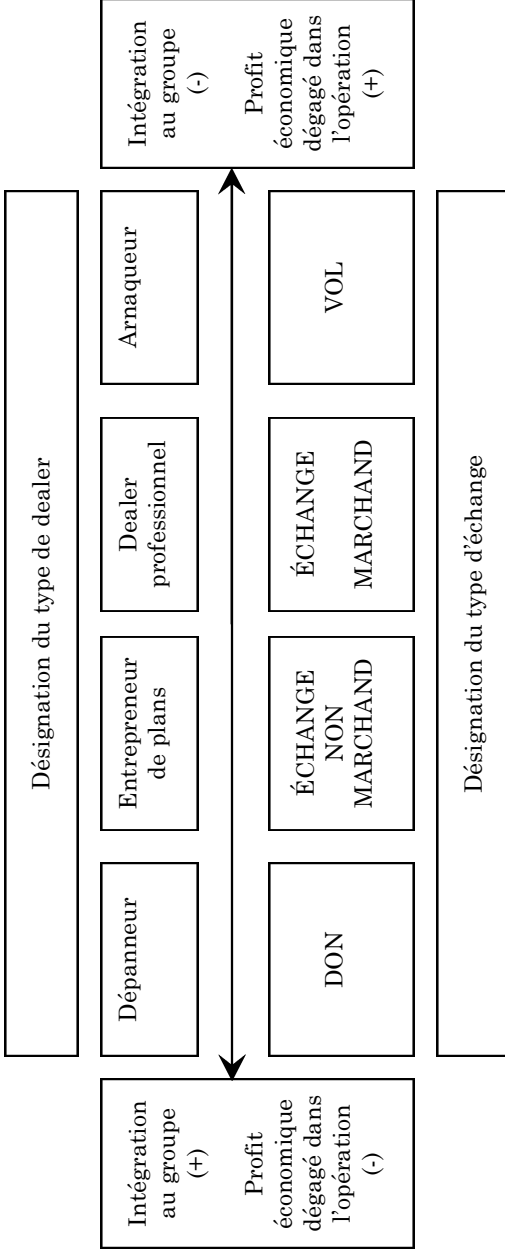 Désignation du type de dealer
Intégration
au groupe
(+)
Profit
économique
dégagé dans
l'opération
(-)
Dépanneur
Entrepreneur
de plans
Dealer
professionnel
Arnaqueur
DON
ÉCHANGE
NON
MARCHAND
ÉCHANGE
MARCHAND
VOL
Intégration
au groupe
(-)
Profit
économique
dégagé dans
l'opération
(+)
Désignation du type d'échange